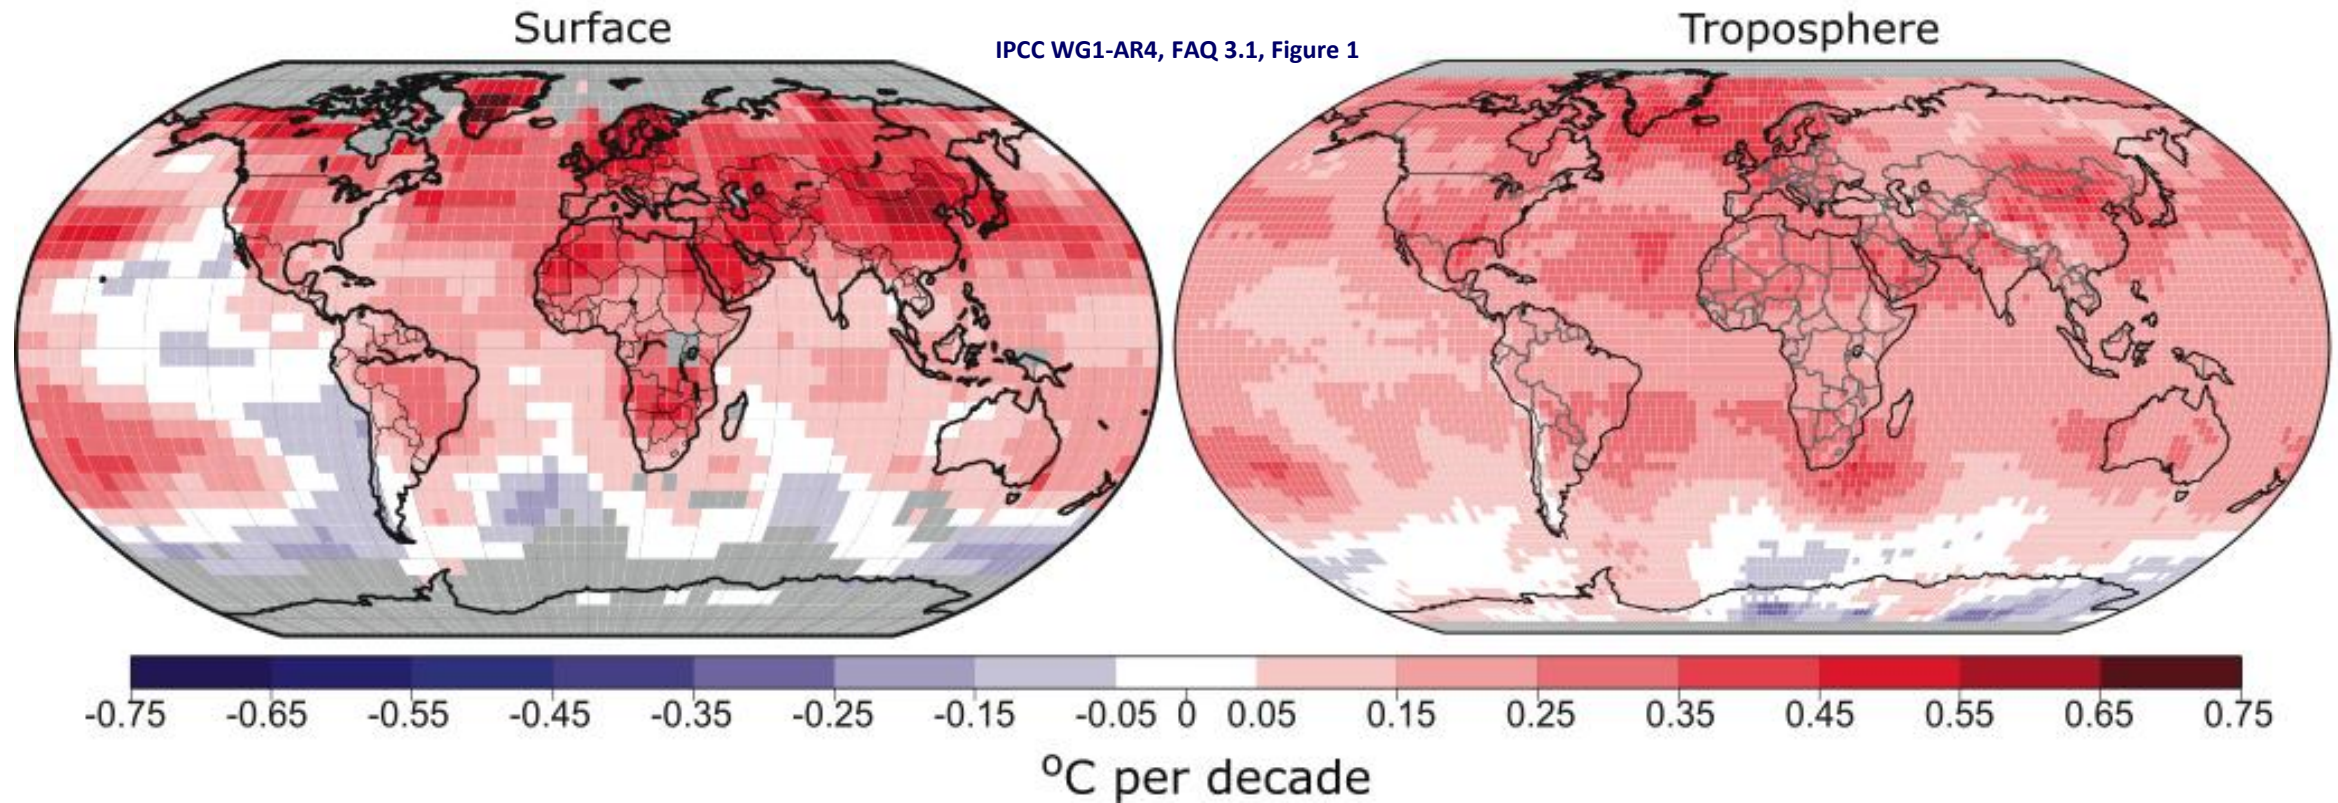 Surface
IPCC WG1-AR4, FAQ 3.1, Figure 1
Troposphere
-0.75 -0.65 -0.55 -0.45 -0.35 -0.25 -0.15 -0.05 0 0.05 0.15 0.25 0.35 0.45 0.55 0.65 0.75
ºC per decade